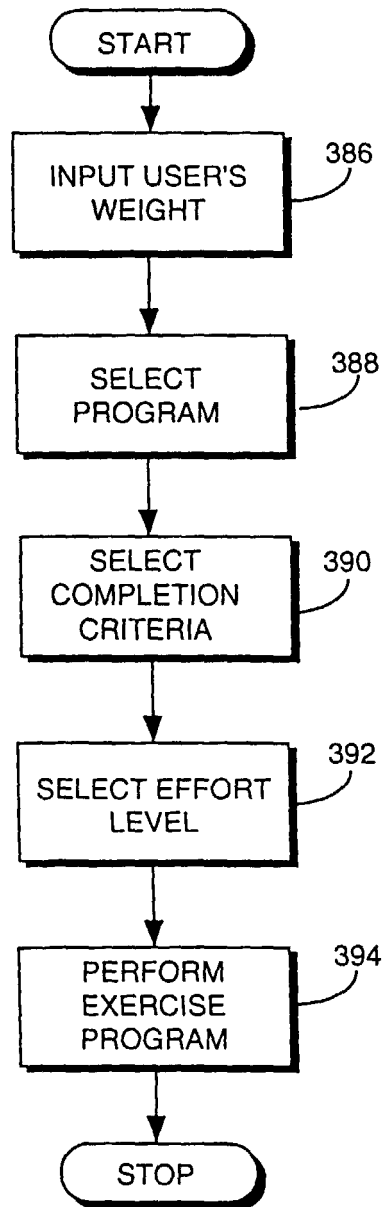 START
INPUT USER'S
WEIGHT
386
SELECT
PROGRAM
388
SELECT
COMPLETION
CRITERIA
390
SELECT EFFORT
LEVEL
392
PERFORM
EXERCISE
PROGRAM
394
STOP